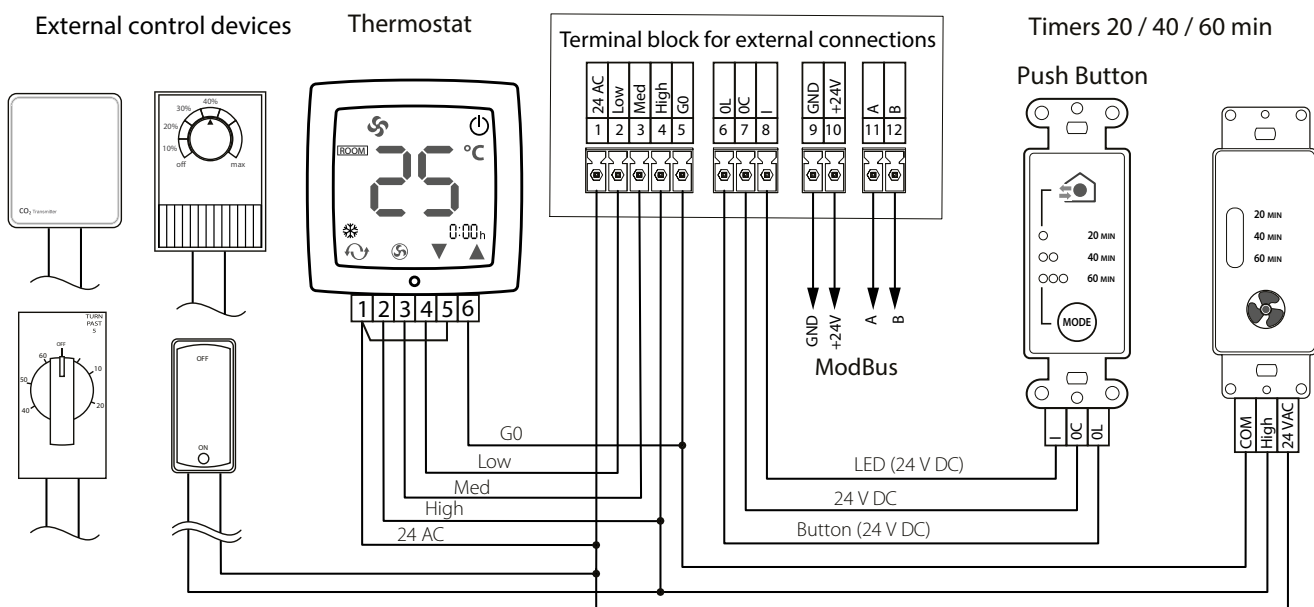 External control devices
Thermostat
Terminal block for external connections
Timers 20 / 40 / 60 min
Push Button
CO2 Transmitter
off
10%
20%
30%
40%
max
TURN
PAST
5
OFF
10
20
40
50
60
OFF
ON
ROOM
25 °C
0:00h
1 2 3 4 5 6
24 AC
Low
Med
High
G0
1 2 3 4 5
0L
0C
I
6 7 8
GND
+24V
9 10
A
B
11 12
GND
+24V
A
B
ModBus
20 MIN
40 MIN
60 MIN
MODE
I
0C
0L
20 MIN
40 MIN
60 MIN
COM
High
24 VAC
G0
Low
Med
High
24 AC
LED (24 V DC)
24 V DC
Button (24 V DC)